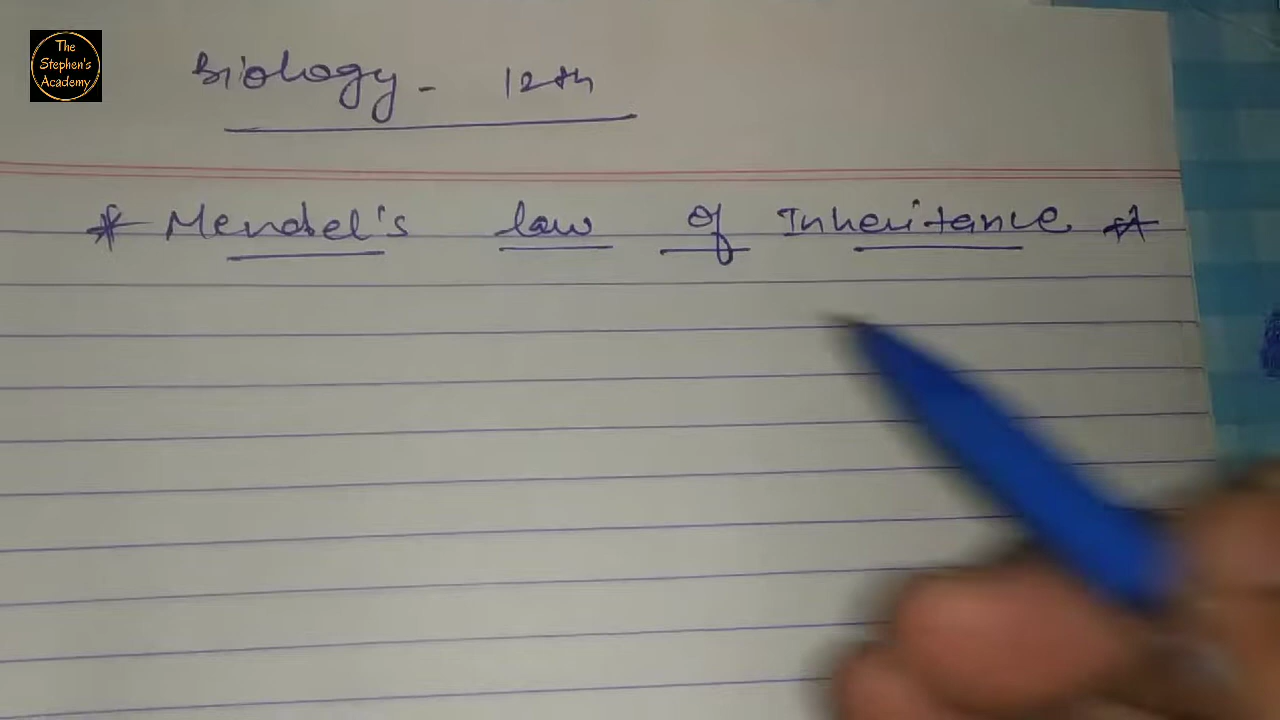 The
Stephen's
Academy
Biology - 12th
* Mendel's law of Inheritance *